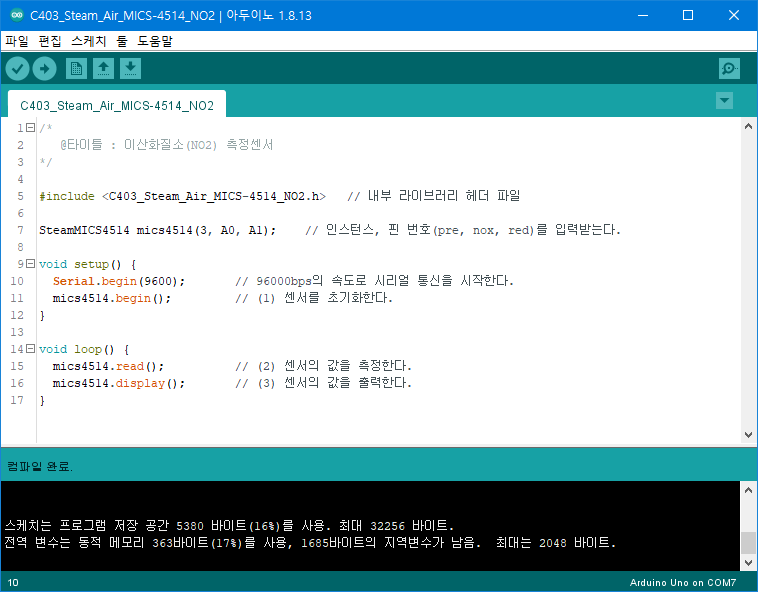 C403_Steam_Air_MICS-4514_NO2 | 아두이노 1.8.13
파일 편집 스케치 툴 도움말
C403_Steam_Air_MICS-4514_NO2
1 /*
2 @타이틀 : 이산화질소(NO2) 측정센서
3 */
4
5 #include <C403_Steam_Air_MICS-4514_NO2.h> // 내부 라이브러리 헤더 파일
6
7 SteamMICS4514 mics4514(3, A0, A1); // 인스턴스, 핀 번호(pre, nox, red)를 입력받는다.
8
9 void setup() {
10 Serial.begin(9600); // 96000bps의 속도로 시리얼 통신을 시작한다.
11 mics4514.begin(); // (1) 센서를 초기화한다.
12 }
13
14 void loop() {
15 mics4514.read(); // (2) 센서의 값을 측정한다.
16 mics4514.display(); // (3) 센서의 값을 출력한다.
17 }
컴파일 완료.
스케치는 프로그램 저장 공간 5380 바이트(16%)를 사용. 최대 32256 바이트.
전역 변수는 동적 메모리 363바이트(17%)를 사용, 1685바이트의 지역변수가 남음. 최대는 2048 바이트.
10 Arduino Uno on COM7